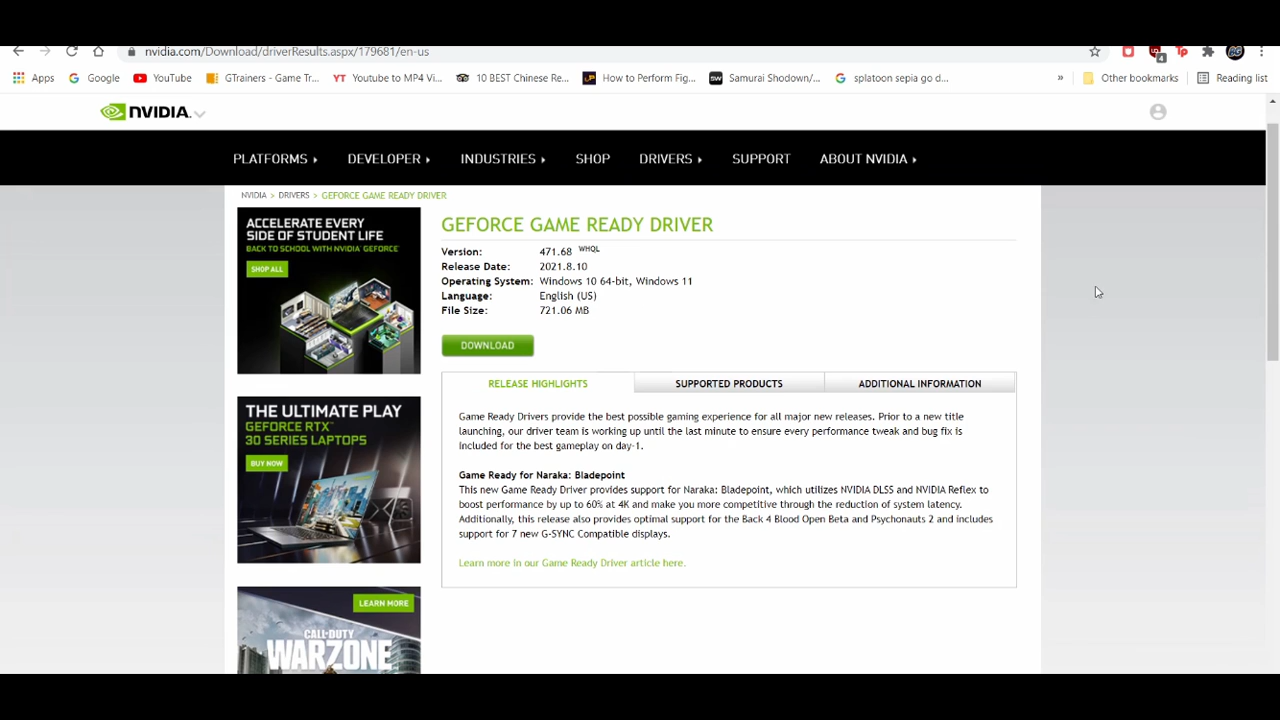 nvidia.com/Download/driverResults.aspx/179681/en-us
4
Apps Google YouTube GTrainers - Game Tr... YT Youtube to MP4 Vi... 10 BEST Chinese Re... How to Perform Fig... SW Samurai Shodown/... splatoon sepia go d... » Other bookmarks Reading list
NVIDIA.
PLATFORMS DEVELOPER INDUSTRIES SHOP DRIVERS SUPPORT ABOUT NVIDIA
NVIDIA > DRIVERS > GEFORCE GAME READY DRIVER
ACCELERATE EVERY
SIDE OF STUDENT LIFE
BACK TO SCHOOL WITH NVIDIA GEFORCE
SHOP ALL
GEFORCE GAME READY DRIVER
Version: 471.68 WHQL
Release Date: 2021.8.10
Operating System: Windows 10 64-bit, Windows 11
Language: English (US)
File Size: 721.06 MB
DOWNLOAD
RELEASE HIGHLIGHTS SUPPORTED PRODUCTS ADDITIONAL INFORMATION
Game Ready Drivers provide the best possible gaming experience for all major new releases. Prior to a new title
launching, our driver team is working up until the last minute to ensure every performance tweak and bug fix is
included for the best gameplay on day-1.
Game Ready for Naraka: Bladepoint
This new Game Ready Driver provides support for Naraka: Bladepoint, which utilizes NVIDIA DLSS and NVIDIA Reflex to
boost performance by up to 60% at 4K and make you more competitive through the reduction of system latency.
Additionally, this release also provides optimal support for the Back 4 Blood Open Beta and Psychonauts 2 and includes
support for 7 new G-SYNC Compatible displays.
Learn more in our Game Ready Driver article here.
THE ULTIMATE PLAY
GEFORCE RTX™
30 SERIES LAPTOPS
BUY NOW
LEARN MORE
CALL OF DUTY
WARZONE